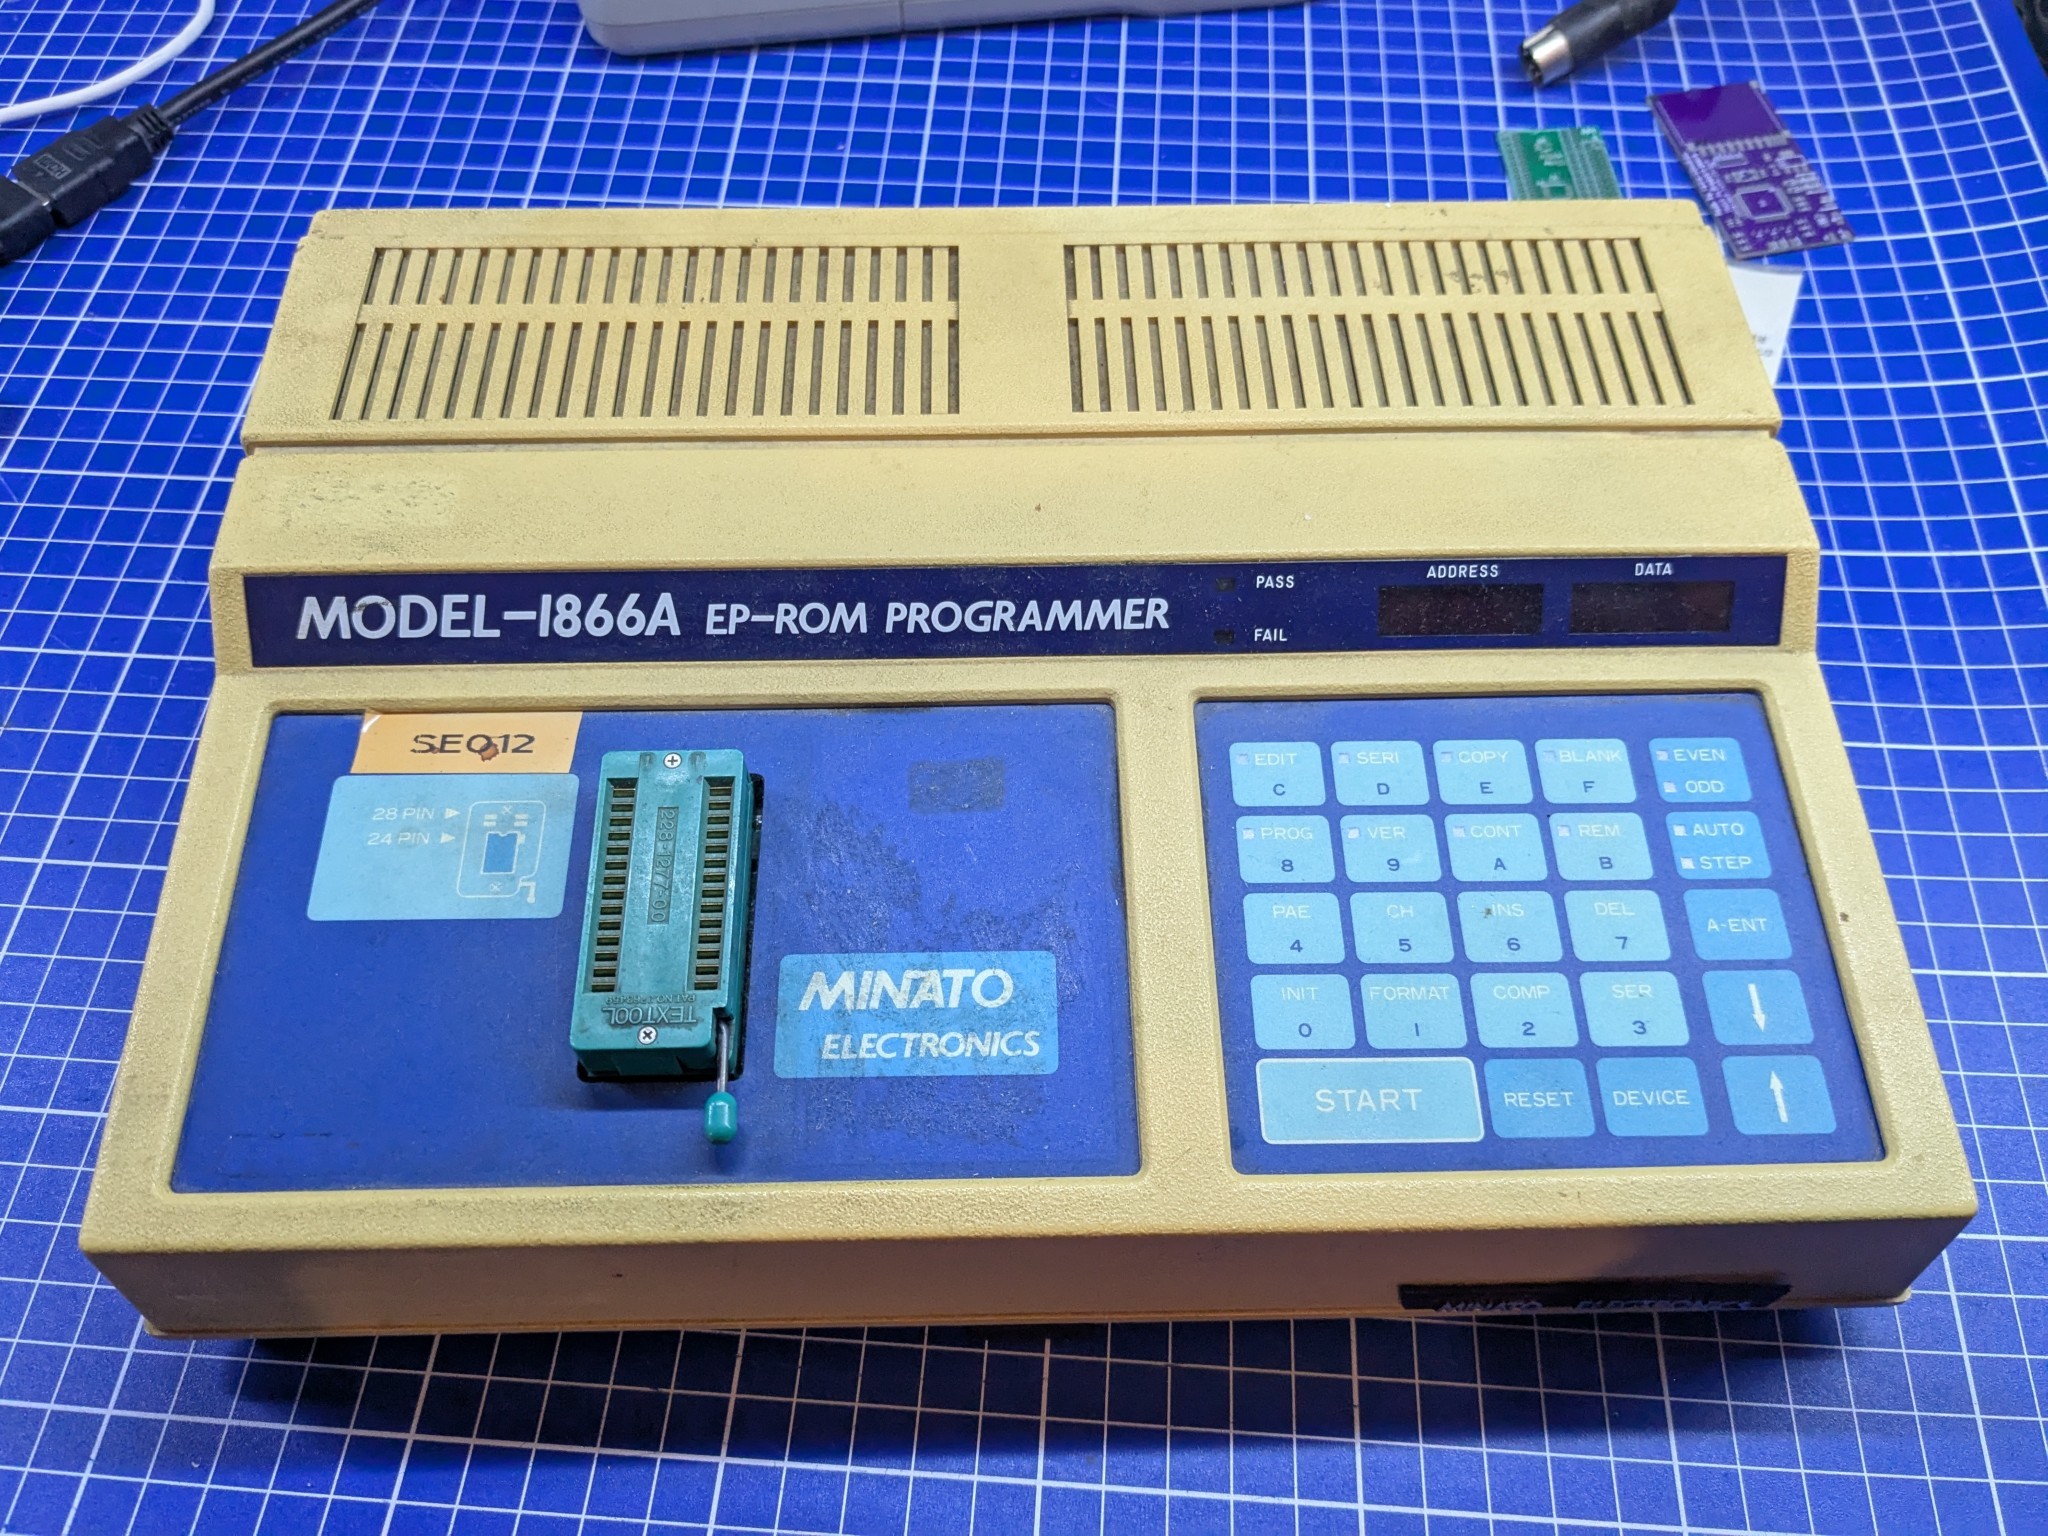 MODEL-1866A EP-ROM PROGRAMMER
PASS
FAIL
ADDRESS
DATA
SE012
28 PIN
24 PIN
228-1277-00
TEXTOOL
MINATO
ELECTRONICS
EDIT SERI COPY BLANK EVEN
C D E F ODD
PROG VER CONT REM AUTO
8 9 A B STEP
PAE CH INS DEL A-ENT
4 5 6 7
INIT FORMAT COMP SER ↓
0 1 2 3
START RESET DEVICE ↑
MINATO ELECTRONICS